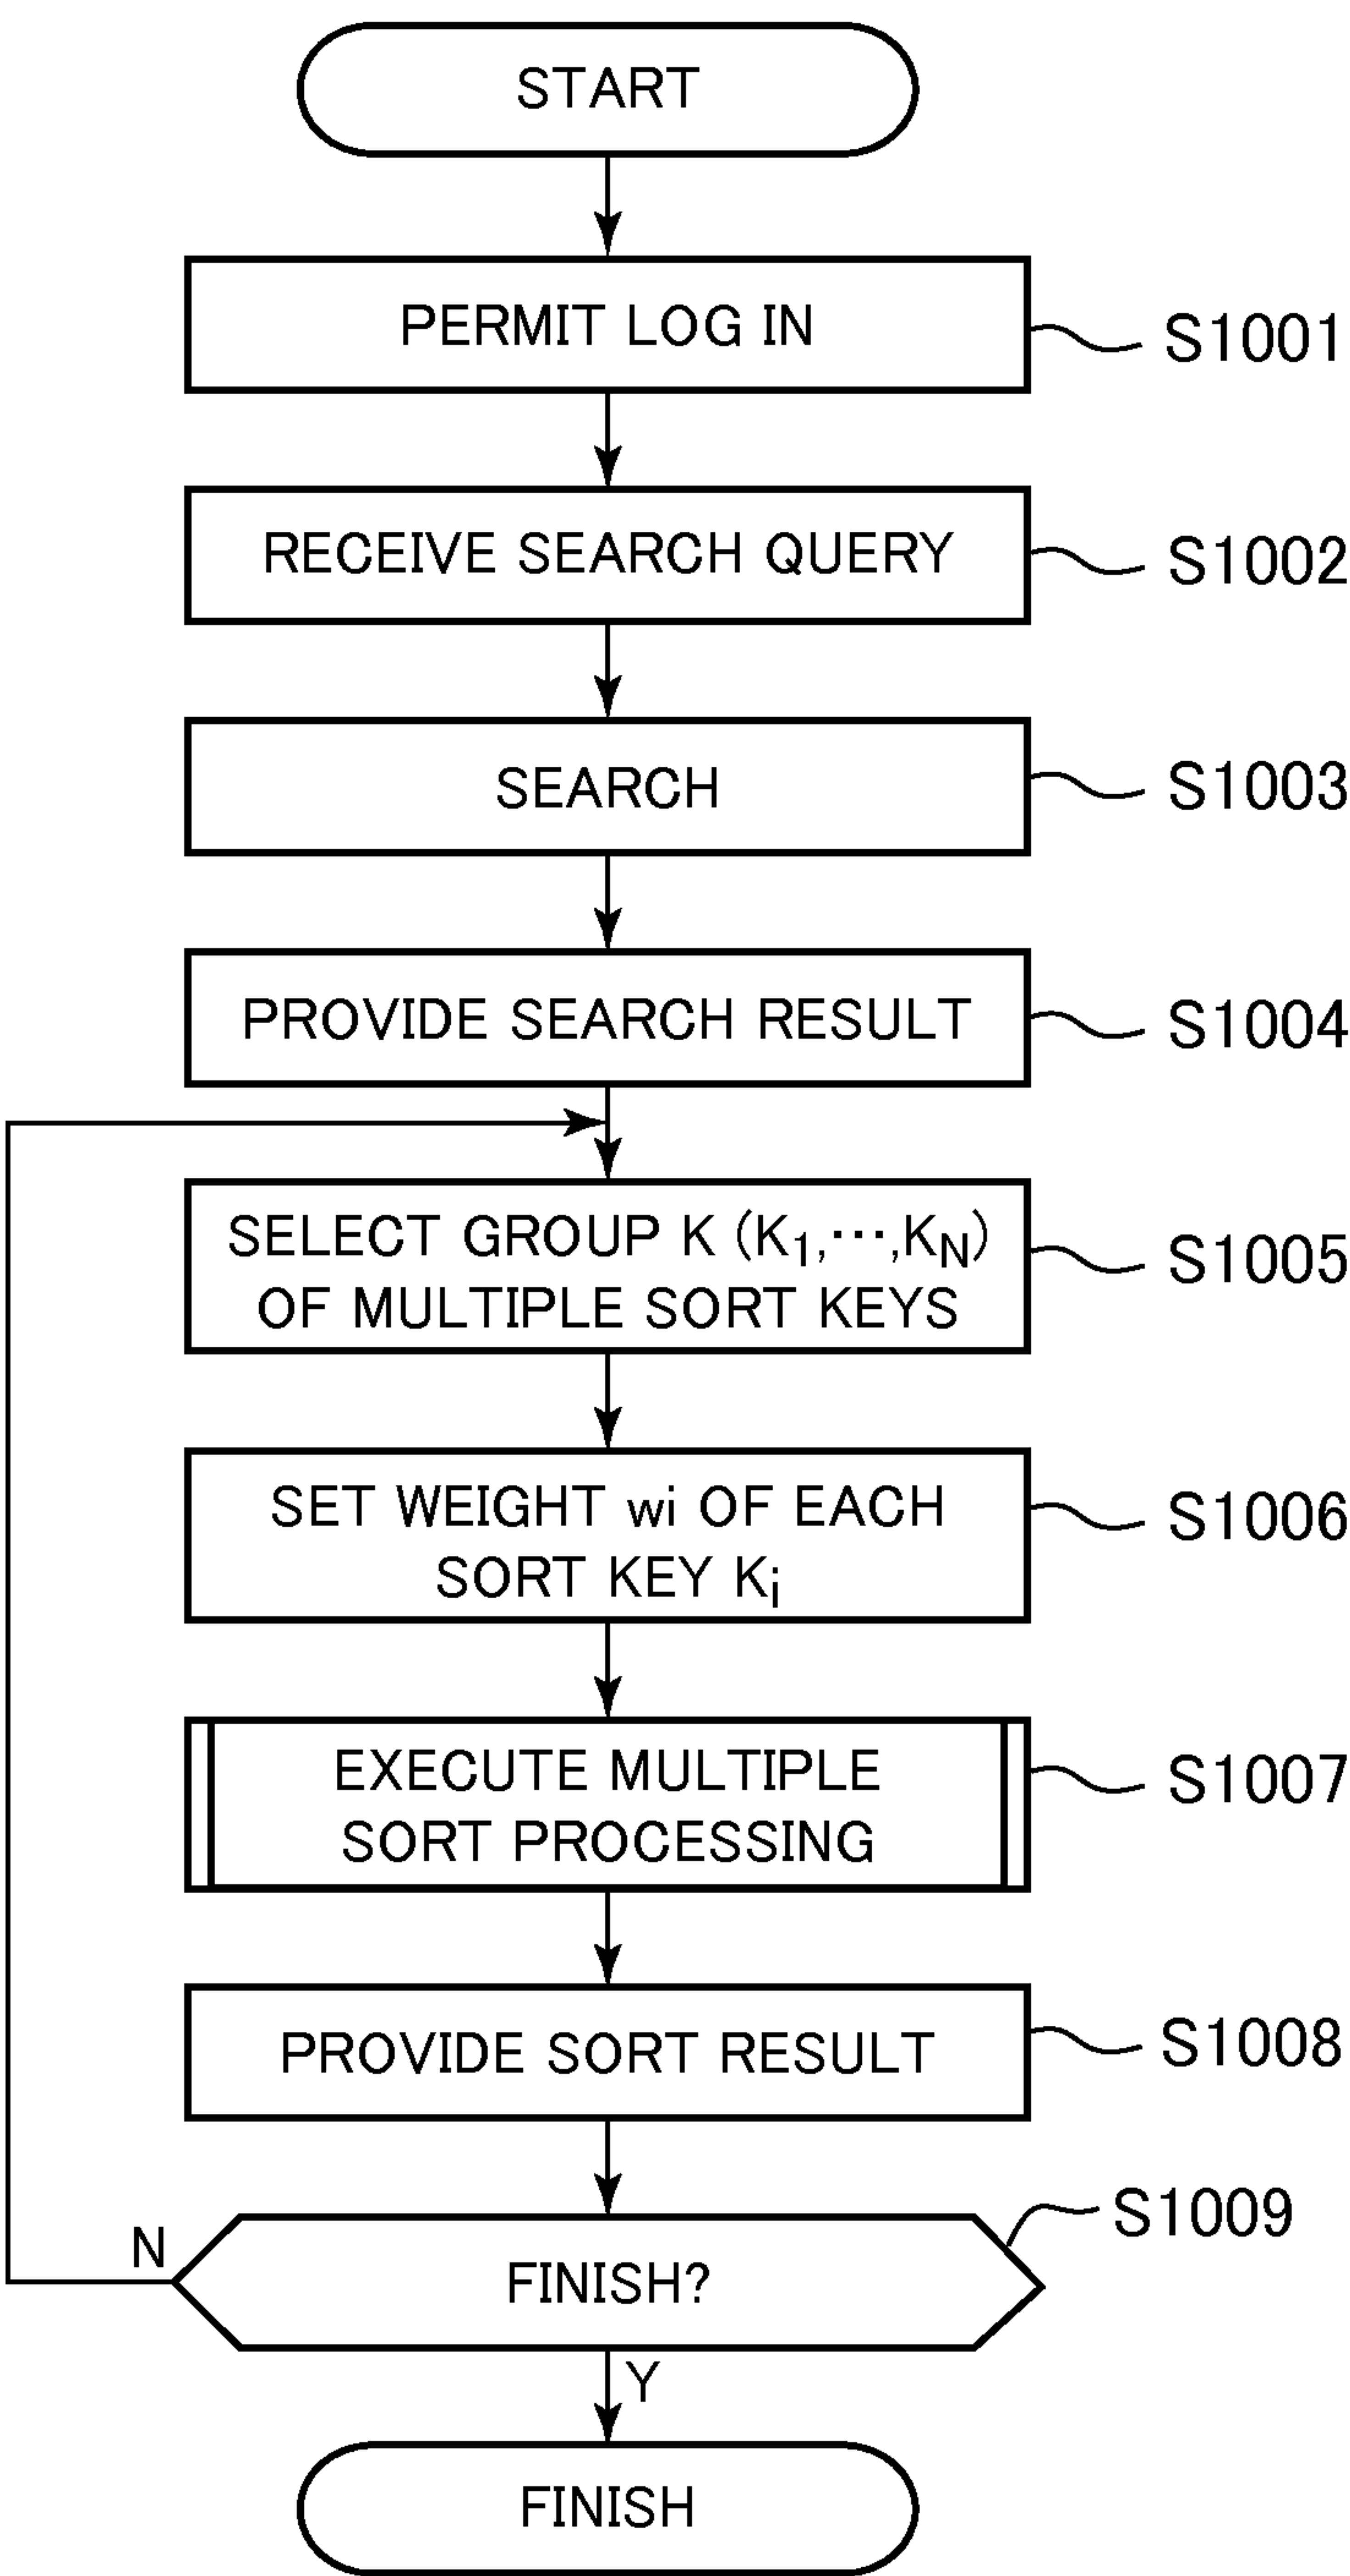 START
PERMIT LOG IN
S1001
RECEIVE SEARCH QUERY
S1002
SEARCH
S1003
PROVIDE SEARCH RESULT
S1004
SELECT GROUP K (K₁,⋯,K_N)
OF MULTIPLE SORT KEYS
S1005
SET WEIGHT wi OF EACH
SORT KEY Kᵢ
S1006
EXECUTE MULTIPLE
SORT PROCESSING
S1007
PROVIDE SORT RESULT
S1008
S1009
N
FINISH?
Y
FINISH